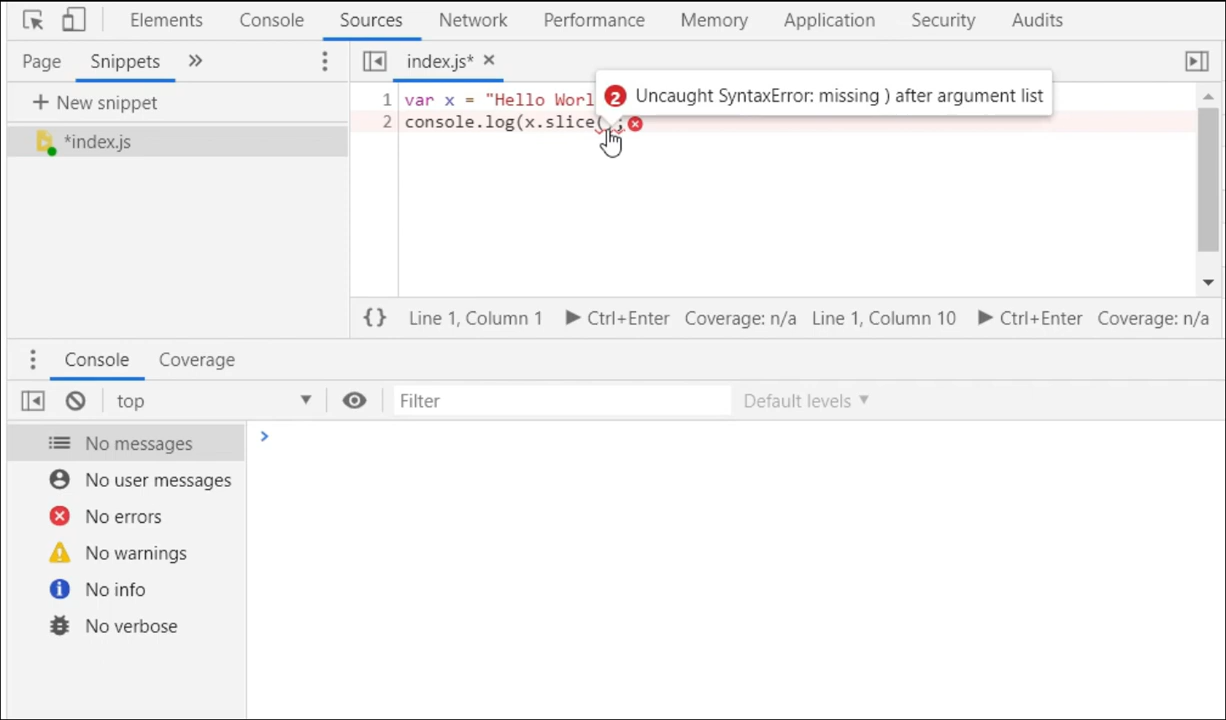 Elements Console Sources Network Performance Memory Application Security Audits
Page Snippets »
index.js* ×
+ New snippet
*index.js
1 var x = "Hello Worl
2 Uncaught SyntaxError: missing ) after argument list
2 console.log(x.slice( ;
{} Line 1, Column 1 ▶ Ctrl+Enter Coverage: n/a Line 1, Column 10 ▶ Ctrl+Enter Coverage: n/a
Console Coverage
top ▼ Filter Default levels ▼
No messages
>
No user messages
No errors
No warnings
No info
No verbose